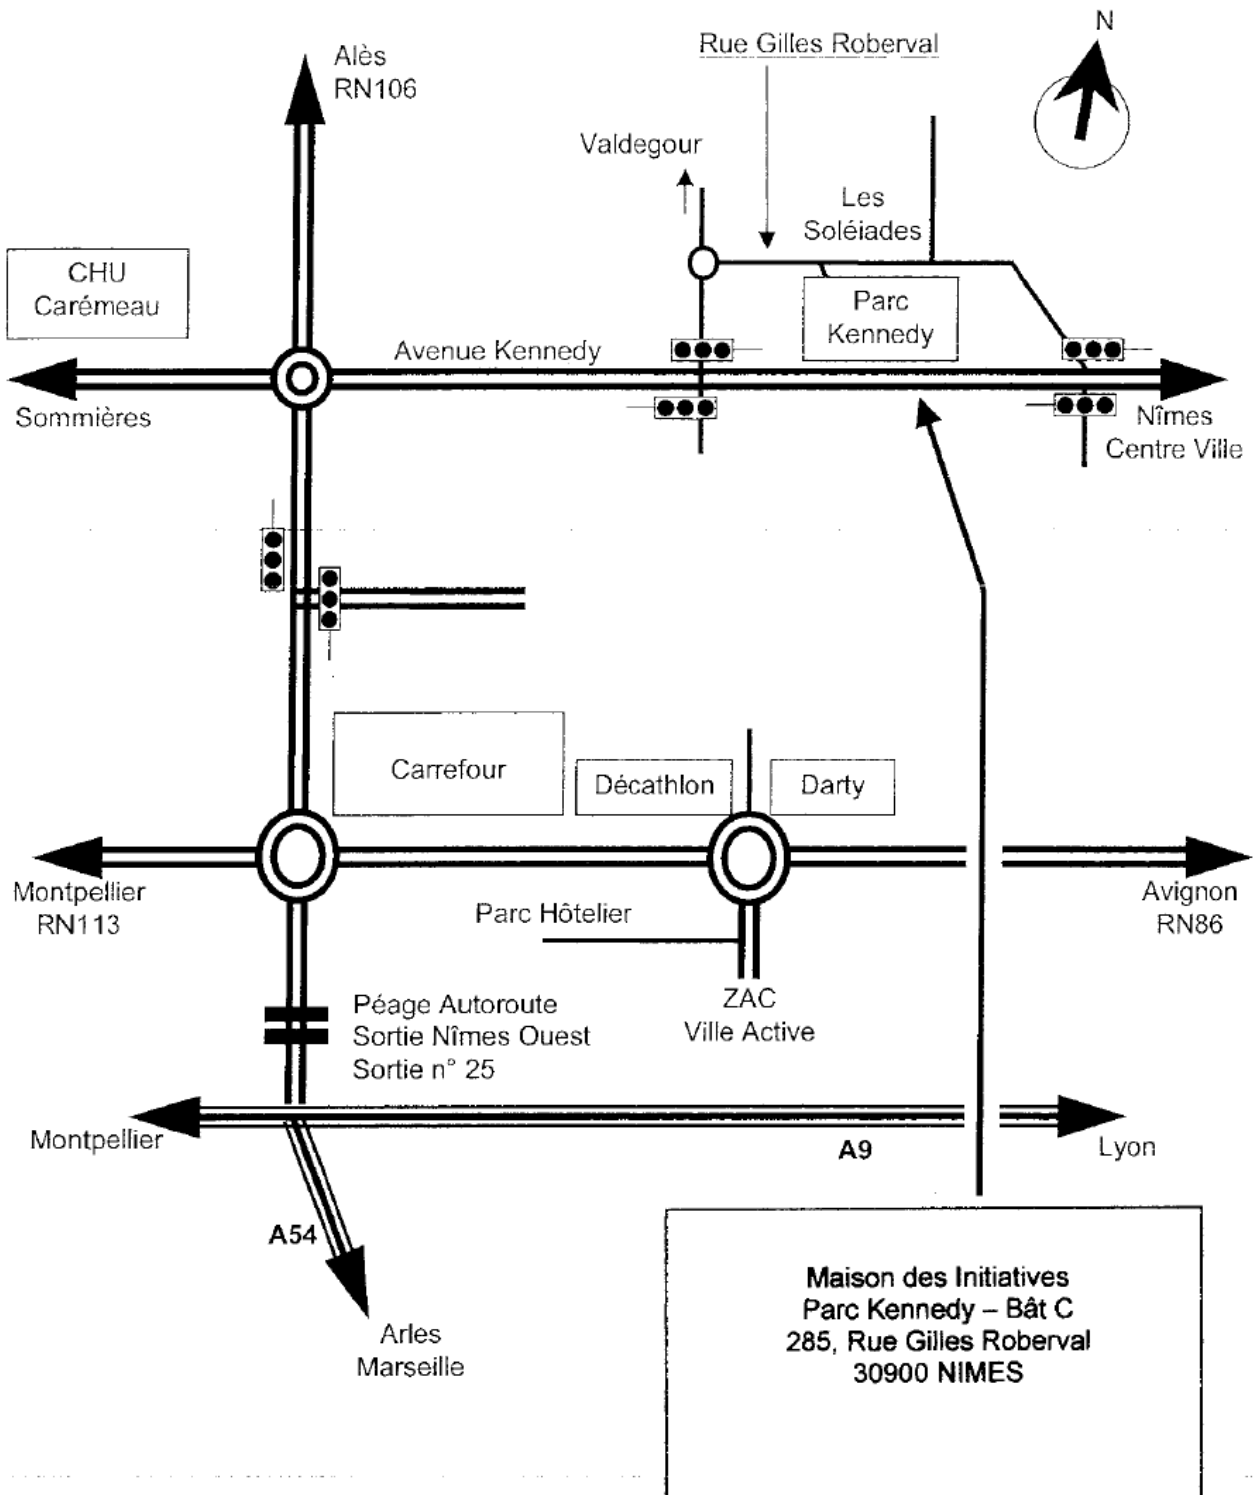 N
Rue Gilles Roberval
Alès
RN106
Valdegour
Les
Soléiades
CHU
Carémeau
Parc
Kennedy
Avenue Kennedy
Sommières
Nîmes
Centre Ville
Carrefour
Décathlon
Darty
Montpellier
RN113
Parc Hôtelier
Avignon
RN86
ZAC
Ville Active
Péage Autoroute
Sortie Nîmes Ouest
Sortie n° 25
Montpellier
A9
Lyon
A54
Arles
Marseille
Maison des Initiatives
Parc Kennedy – Bât C
285, Rue Gilles Roberval
30900 NIMES